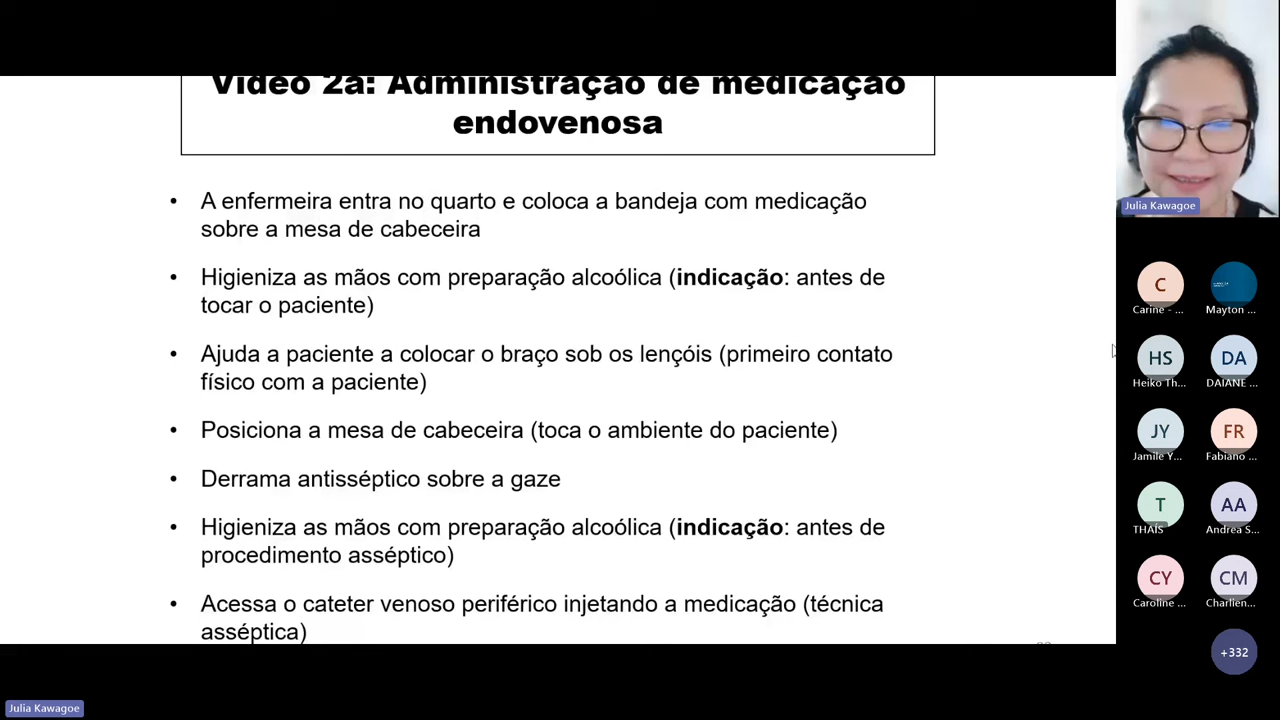 Vídeo 2a: Administração de medicação
endovenosa
• A enfermeira entra no quarto e coloca a bandeja com medicação
sobre a mesa de cabeceira
• Higieniza as mãos com preparação alcoólica (indicação: antes de
tocar o paciente)
• Ajuda a paciente a colocar o braço sob os lençóis (primeiro contato
físico com a paciente)
• Posiciona a mesa de cabeceira (toca o ambiente do paciente)
• Derrama antisséptico sobre a gaze
• Higieniza as mãos com preparação alcoólica (indicação: antes de
procedimento asséptico)
• Acessa o cateter venoso periférico injetando a medicação (técnica
asséptica)
Julia Kawagoe
C
Carine - ...
Mayton ...
HS
Heiko Th...
DA
DAIANE ...
JY
Jamile Y...
FR
Fabiano ...
T
THAÍS
AA
Andrea S...
CY
Caroline ...
CM
Charlien...
+332
Julia Kawagoe